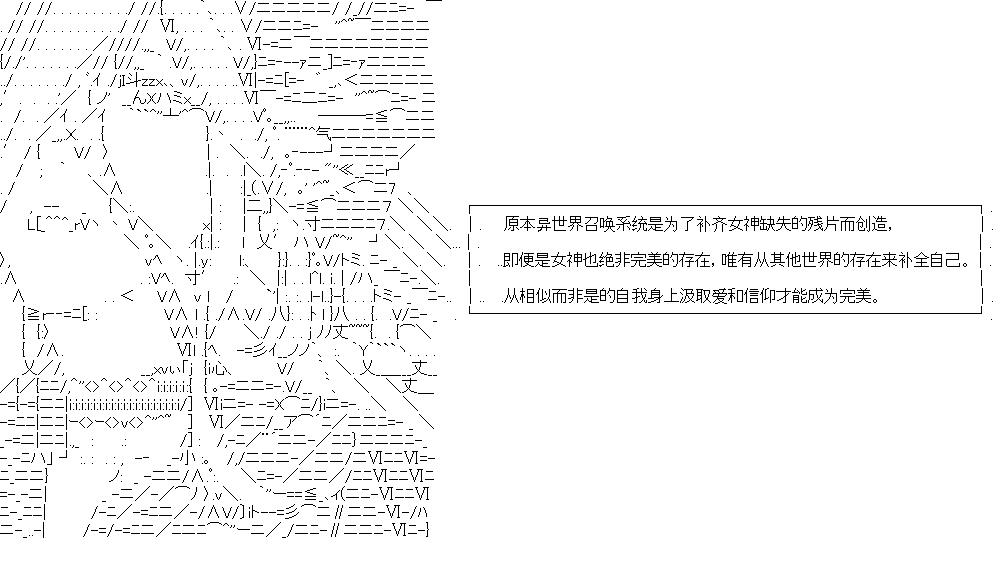 原本异世界召唤系统是为了补齐女神缺失的残片而创造，
即便是女神也绝非完美的存在，唯有从其他世界的存在来补全自己。
从相似而非是的自我身上汲取爱和信仰才能成为完美。